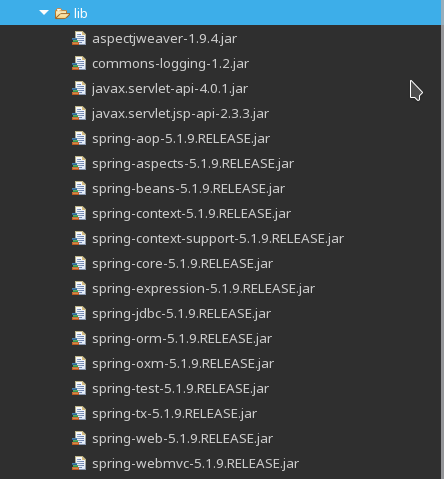 lib
aspectjweaver-1.9.4.jar
commons-logging-1.2.jar
javax.servlet-api-4.0.1.jar
javax.servlet.jsp-api-2.3.3.jar
spring-aop-5.1.9.RELEASE.jar
spring-aspects-5.1.9.RELEASE.jar
spring-beans-5.1.9.RELEASE.jar
spring-context-5.1.9.RELEASE.jar
spring-context-support-5.1.9.RELEASE.jar
spring-core-5.1.9.RELEASE.jar
spring-expression-5.1.9.RELEASE.jar
spring-jdbc-5.1.9.RELEASE.jar
spring-orm-5.1.9.RELEASE.jar
spring-oxm-5.1.9.RELEASE.jar
spring-test-5.1.9.RELEASE.jar
spring-tx-5.1.9.RELEASE.jar
spring-web-5.1.9.RELEASE.jar
spring-webmvc-5.1.9.RELEASE.jar